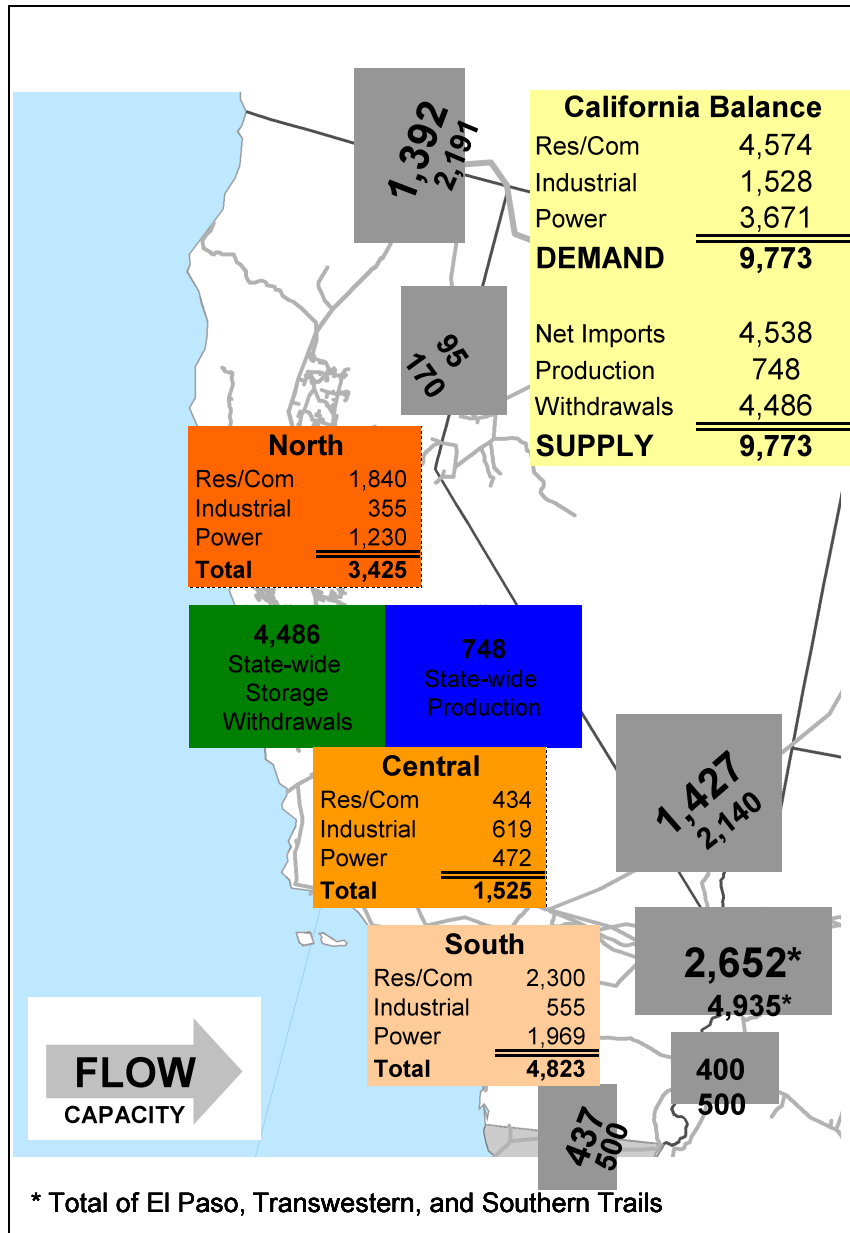 1,392
2,191
California Balance
Res/Com 4,574
Industrial 1,528
Power 3,671
DEMAND 9,773
Net Imports 4,538
Production 748
Withdrawals 4,486
SUPPLY 9,773
95
170
North
Res/Com 1,840
Industrial 355
Power 1,230
Total 3,425
4,486
State-wide
Storage
Withdrawals
748
State-wide
Production
Central
Res/Com 434
Industrial 619
Power 472
Total 1,525
1,427
2,140
2,652*
4,935*
South
Res/Com 2,300
Industrial 555
Power 1,969
Total 4,823
400
500
437
500
FLOW
CAPACITY
* Total of El Paso, Transwestern, and Southern Trails